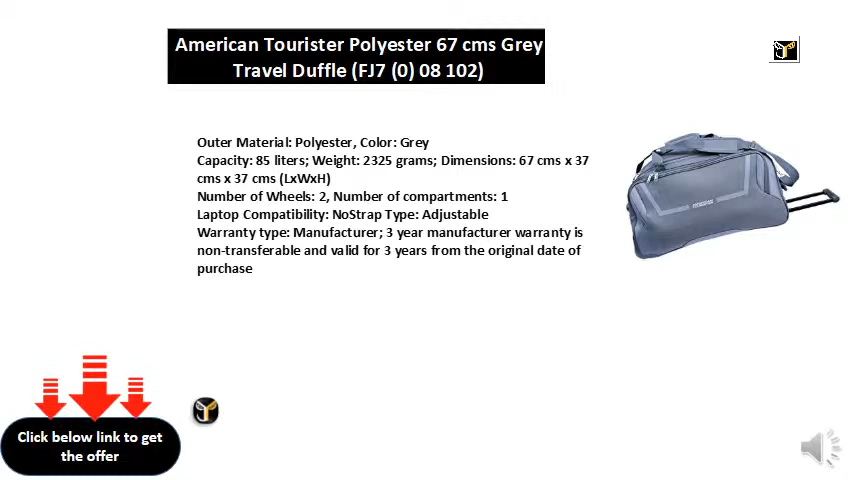 American Tourister Polyester 67 cms Grey
Travel Duffle (FJ7 (0) 08 102)
Outer Material: Polyester, Color: Grey
Capacity: 85 liters; Weight: 2325 grams; Dimensions: 67 cms x 37
cms x 37 cms (LxWxH)
Number of Wheels: 2, Number of compartments: 1
Laptop Compatibility: NoStrap Type: Adjustable
Warranty type: Manufacturer; 3 year manufacturer warranty is
non-transferable and valid for 3 years from the original date of
purchase
Click below link to get
the offer